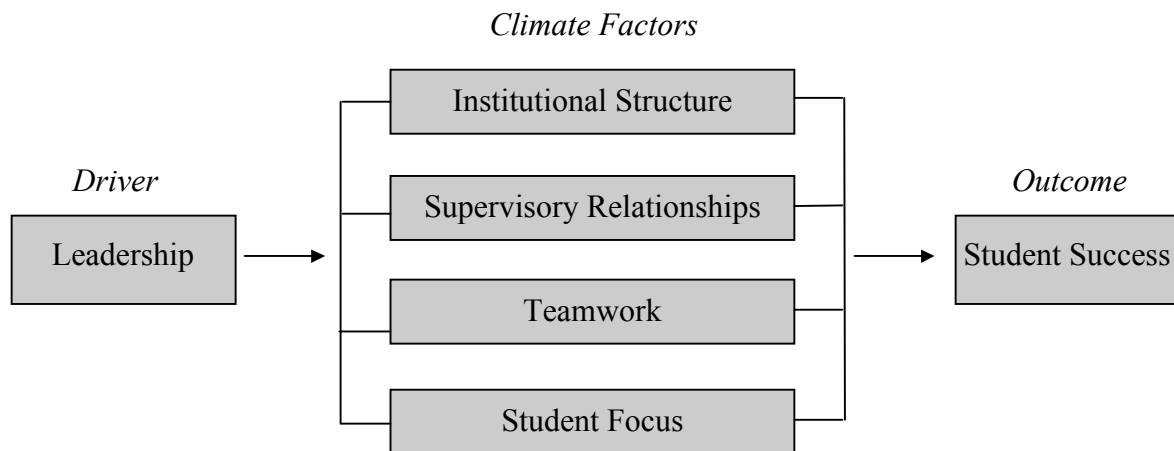 Climate Factors
Institutional Structure
Driver
Leadership
Supervisory Relationships
Teamwork
Student Focus
Outcome
Student Success